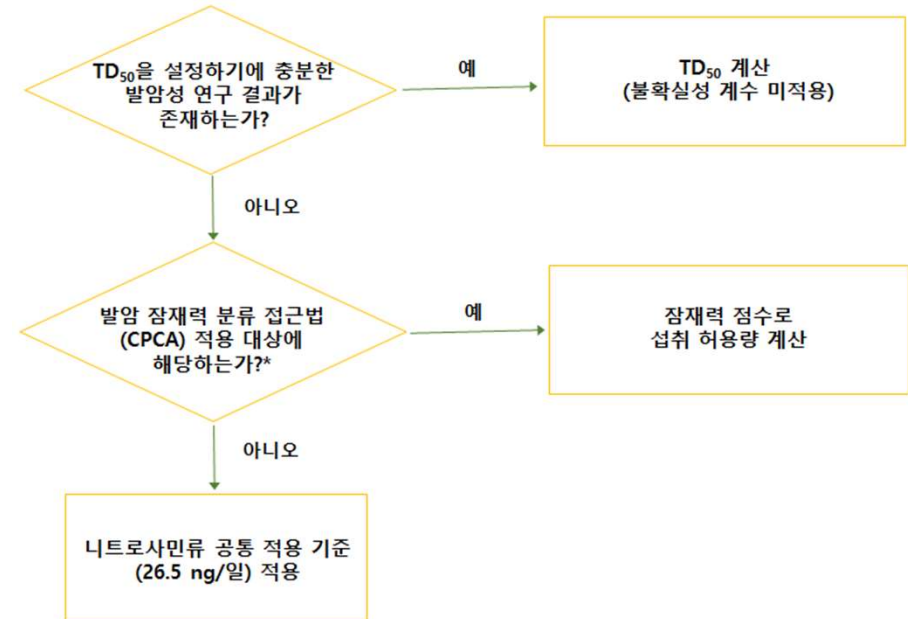 TD₅₀을 설정하기에 충분한
발암성 연구 결과가
존재하는가?
예
TD₅₀ 계산
(불확실성 계수 미적용)
아니오
발암 잠재력 분류 접근법
(CPCA) 적용 대상에
해당하는가?*
예
잠재력 점수로
섭취 허용량 계산
아니오
니트로사민류 공통 적용 기준
(26.5 ng/일) 적용